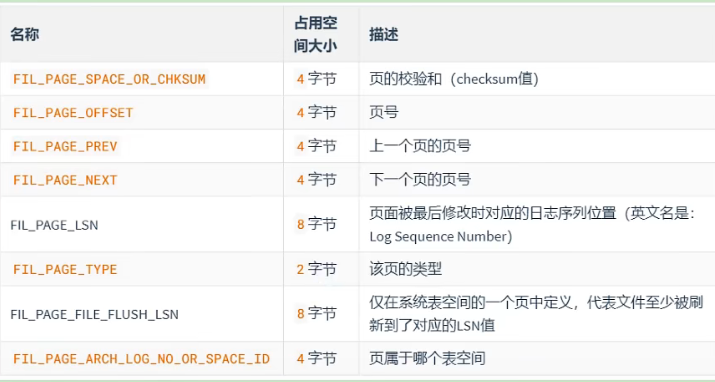 名称 占用空 描述
间大小
FIL_PAGE_SPACE_OR_CHKSUM 4 字节 页的校验和（checksum值）
FIL_PAGE_OFFSET 4 字节 页号
FIL_PAGE_PREV 4 字节 上一个页的页号
FIL_PAGE_NEXT 4 字节 下一个页的页号
FIL_PAGE_LSN 8 字节 页面被最后修改时对应的日志序列位置（英文名是：
Log Sequence Number）
FIL_PAGE_TYPE 2 字节 该页的类型
FIL_PAGE_FILE_FLUSH_LSN 8 字节 仅在系统表空间的一个页中定义，代表文件至少被刷
新到了对应的LSN值
FIL_PAGE_ARCH_LOG_NO_OR_SPACE_ID 4 字节 页属于哪个表空间